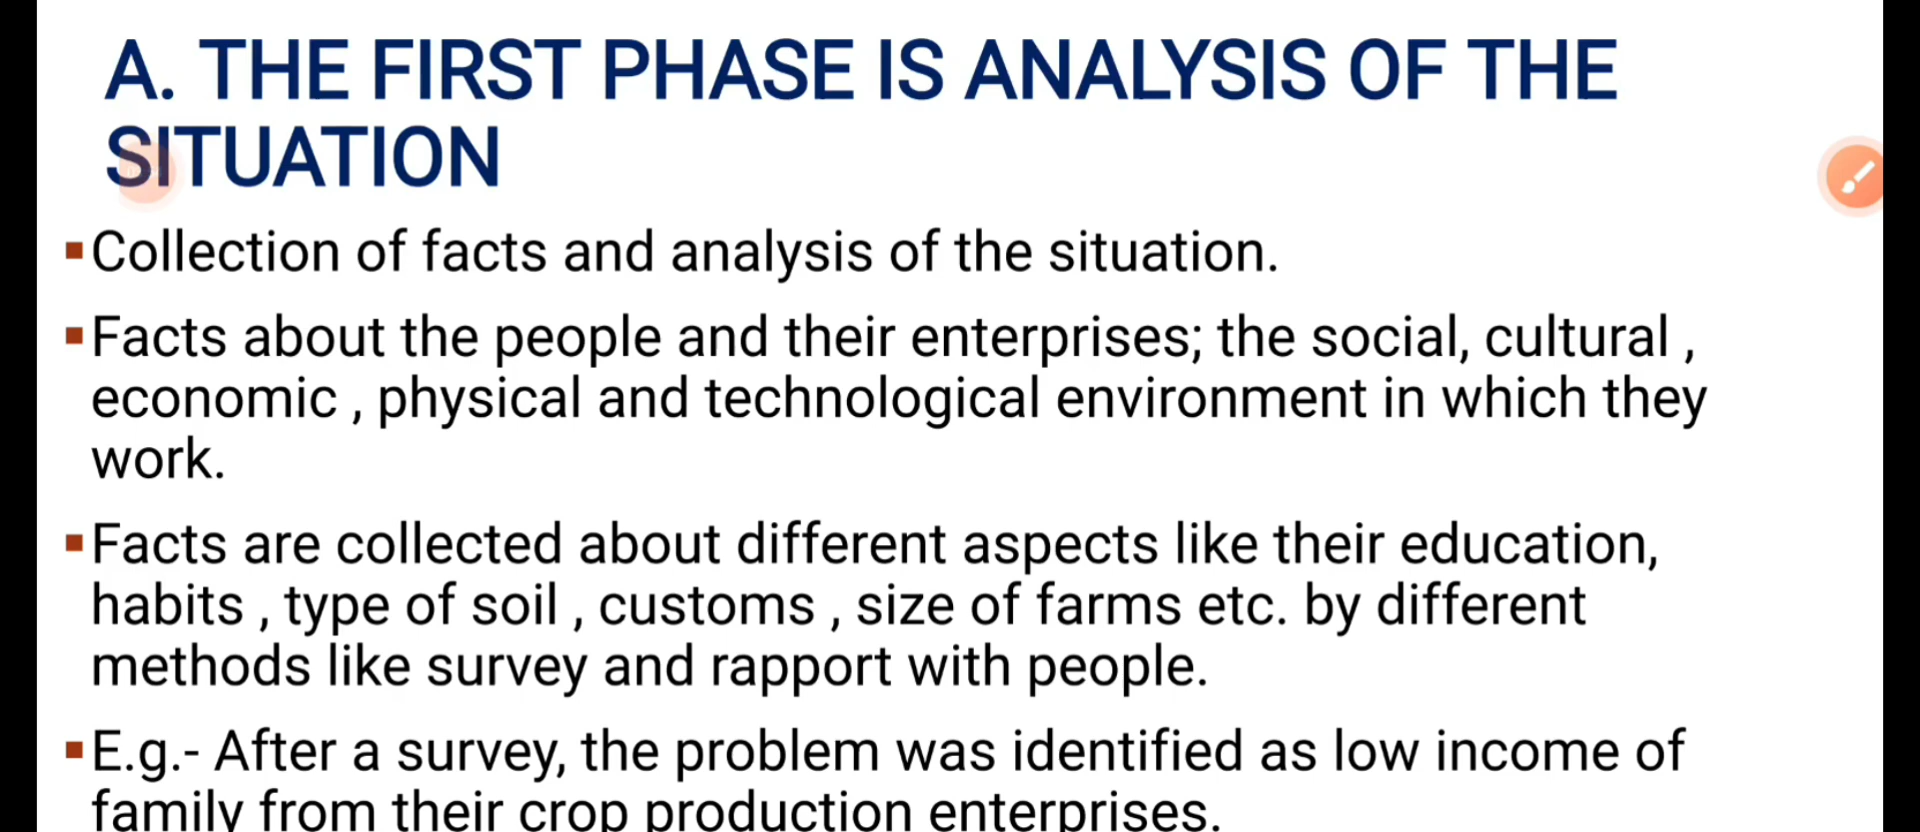 A. THE FIRST PHASE IS ANALYSIS OF THE
SITUATION
▪Collection of facts and analysis of the situation.
▪Facts about the people and their enterprises; the social, cultural ,
economic , physical and technological environment in which they
work.
▪Facts are collected about different aspects like their education,
habits , type of soil , customs , size of farms etc. by different
methods like survey and rapport with people.
▪E.g.- After a survey, the problem was identified as low income of
family from their crop production enterprises.